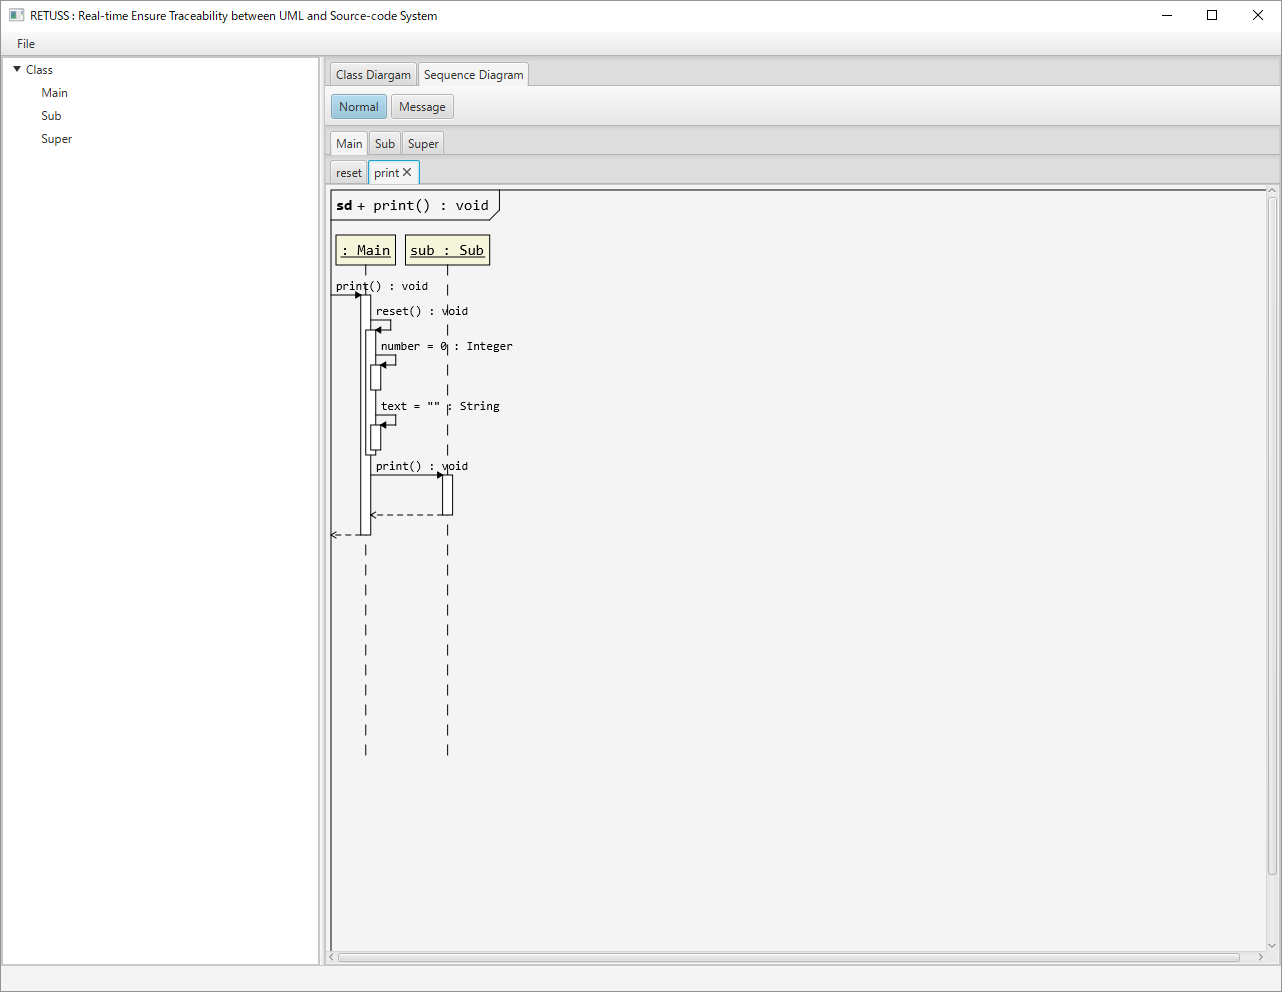 RETUSS : Real-time Ensure Traceability between UML and Source-code System
File
Class
Main
Sub
Super
Class Diargam Sequence Diagram
Normal Message
Main Sub Super
reset print
sd + print() : void
: Main sub : Sub
print() : void
reset() : void
number = 0 : Integer
text = "" : String
print() : void